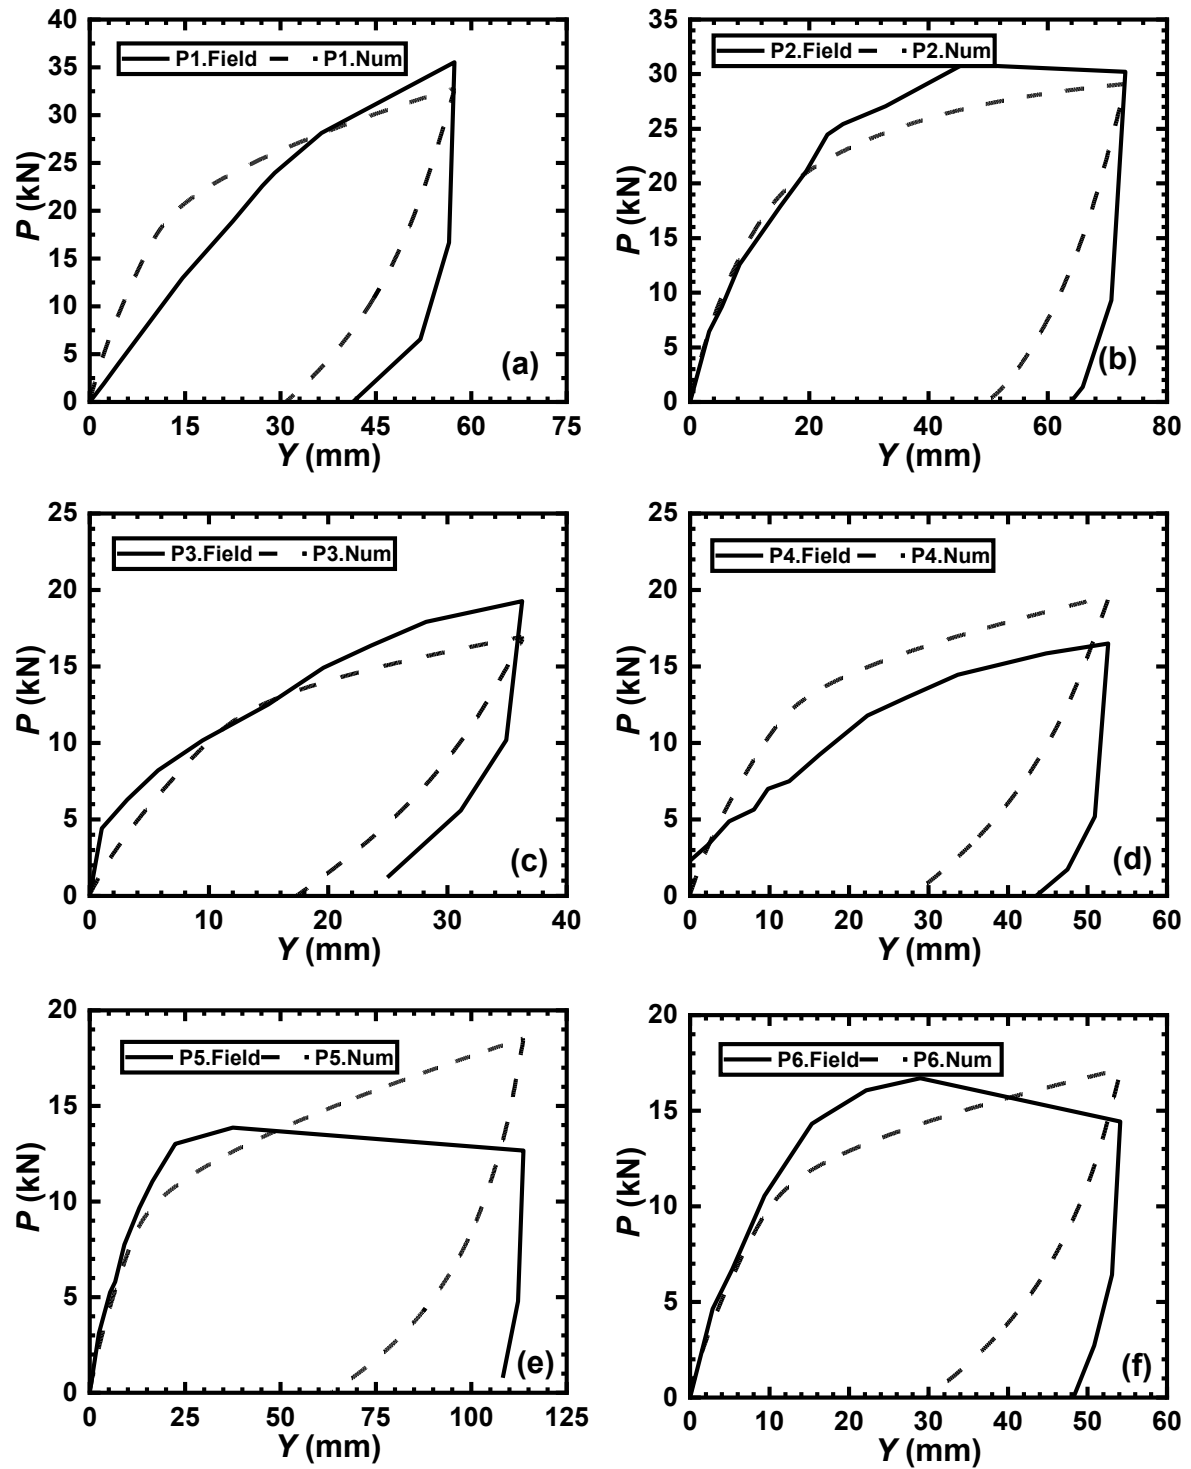 40
35
30
25
20
15
10
5
0
P (kN)
P1.Field P1.Num
(a)
0 15 30 45 60 75
Y (mm)
35
30
25
20
15
10
5
0
P (kN)
P2.Field P2.Num
(b)
0 20 40 60 80
Y (mm)
25
20
15
10
5
0
P (kN)
P3.Field P3.Num
(c)
0 10 20 30 40
Y (mm)
25
20
15
10
5
0
P (kN)
P4.Field P4.Num
(d)
0 10 20 30 40 50 60
Y (mm)
20
15
10
5
0
P (kN)
P5.Field P5.Num
(e)
0 25 50 75 100 125
Y (mm)
20
15
10
5
0
P (kN)
P6.Field P6.Num
(f)
0 10 20 30 40 50 60
Y (mm)